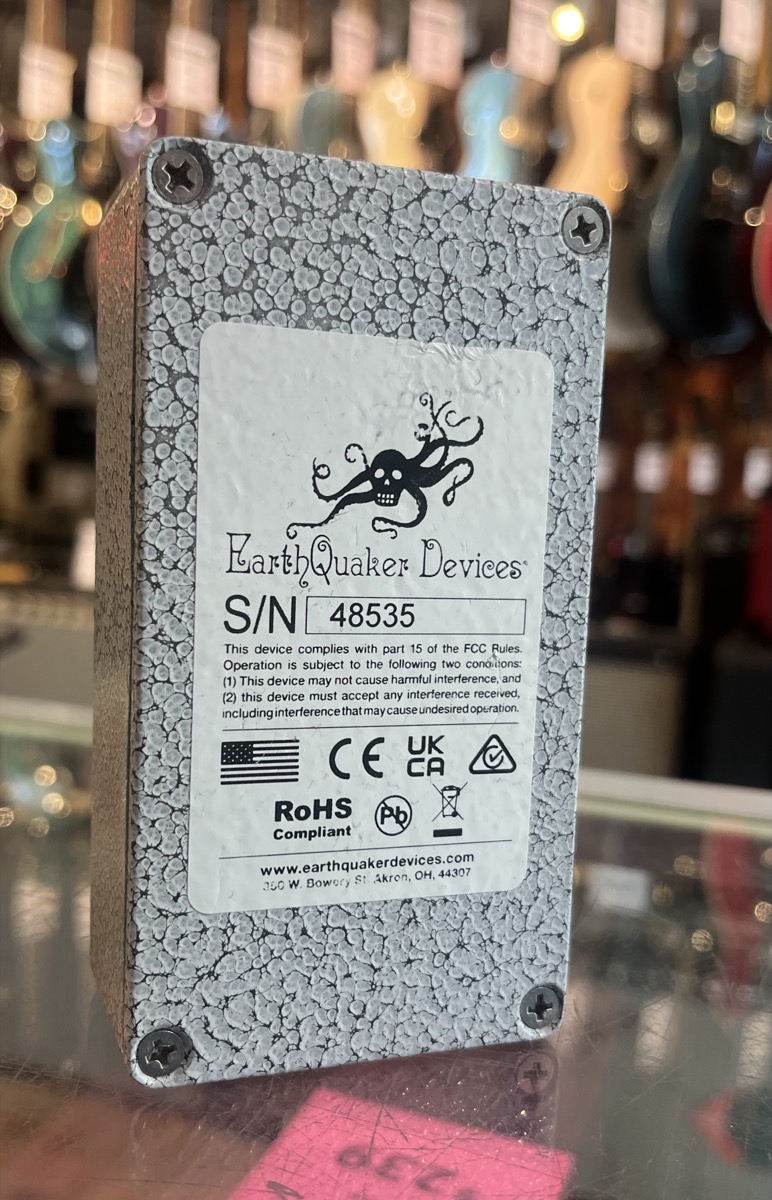 EarthQuaker Devices
S/N 48535
This device complies with part 15 of the FCC Rules.
Operation is subject to the following two conditions:
(1) This device may not cause harmful interference, and
(2) this device must accept any interference received,
including interference that may cause undesired operation.
CE UK
CA
RoHS
Compliant
Pb
www.earthquakerdevices.com
350 W. Bowery St. Akron, OH, 44307